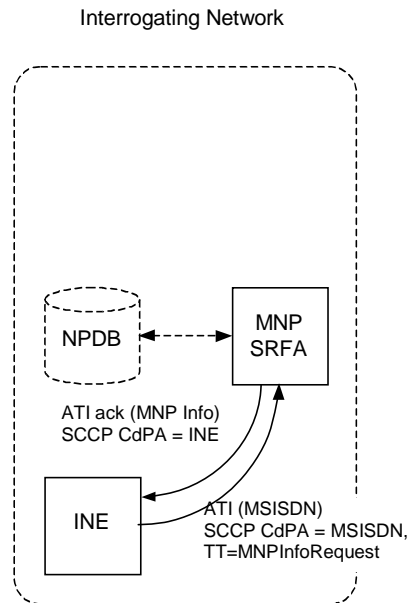 Interrogating Network
NPDB
MNP
SRFA
ATI ack (MNP Info)
SCCP CdPA = INE
INE
ATI (MSISDN)
SCCP CdPA = MSISDN,
TT=MNPInfoRequest